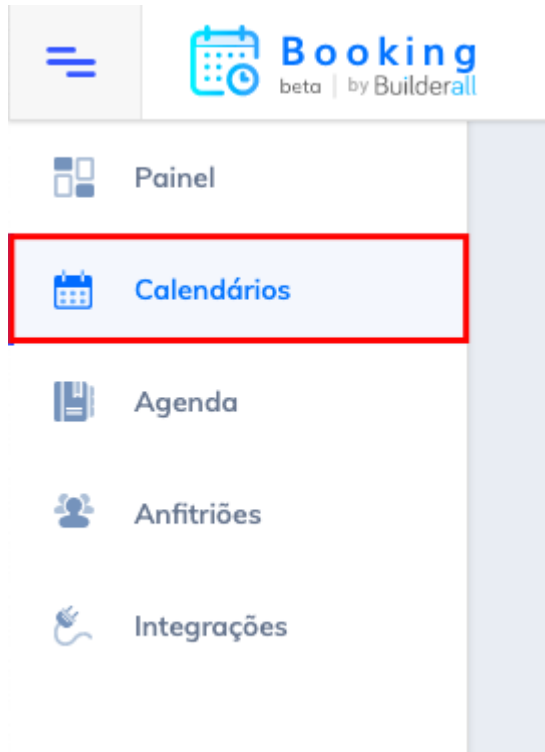 Booking
beta | by Builderall
Painel
Calendários
Agenda
Anfitriões
Integrações